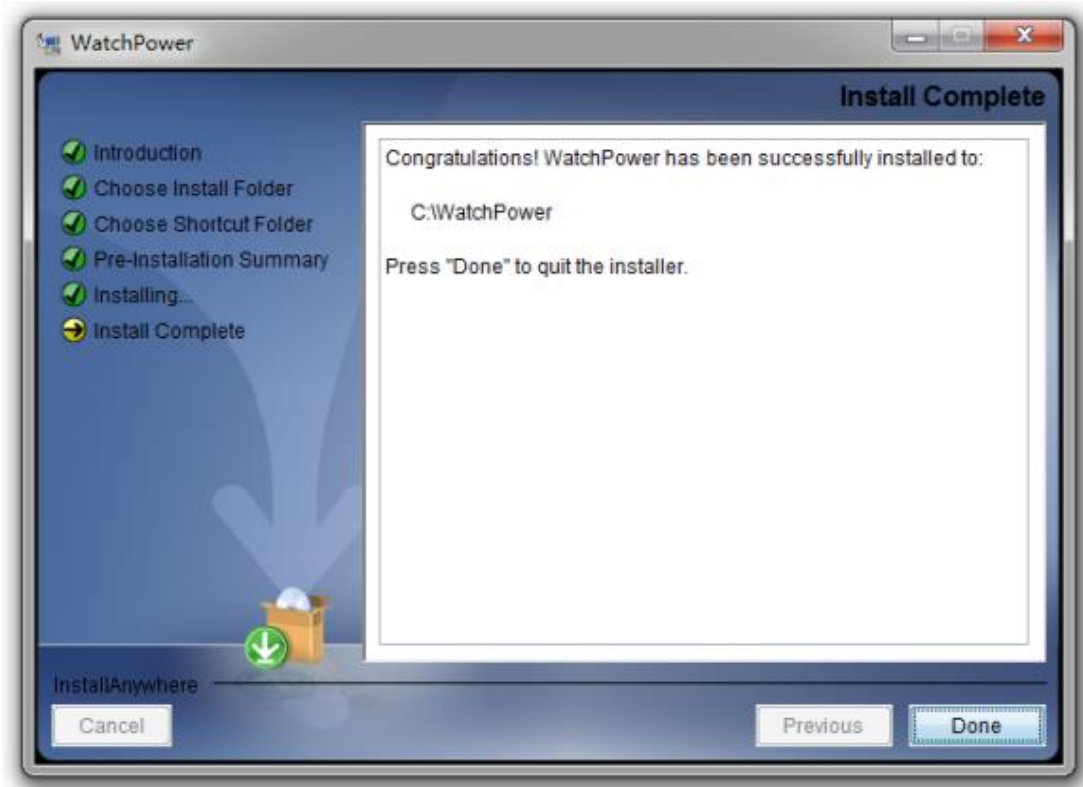 WatchPower
Install Complete
Introduction
Choose Install Folder
Choose Shortcut Folder
Pre-Installation Summary
Installing...
Install Complete
Congratulations! WatchPower has been successfully installed to:
C:\WatchPower
Press "Done" to quit the installer.
InstallAnywhere
Cancel
Previous
Done